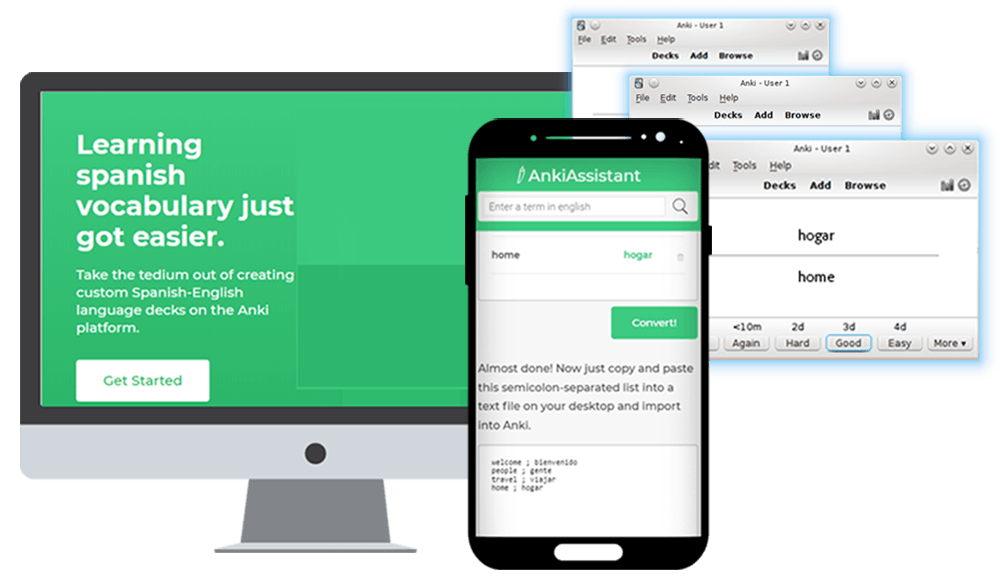 Learning
spanish
vocabulary just
got easier.
Take the tedium out of creating
custom Spanish-English
language decks on the Anki
platform.
Get Started
AnkiAssistant
Enter a term in english
home hogar
Convert!
Almost done! Now just copy and paste
this semicolon-separated list into a
text file on your desktop and import
into Anki.
welcome ; bienvenido
people ; gente
travel ; viajar
home ; hogar
Anki - User 1
File Edit Tools Help
Decks Add Browse
Anki - User 1
File Edit Tools Help
Decks Add Browse
Anki - User 1
dit Tools Help
Decks Add Browse
hogar
home
<10m 2d 3d 4d
Again Hard Good Easy More ▾